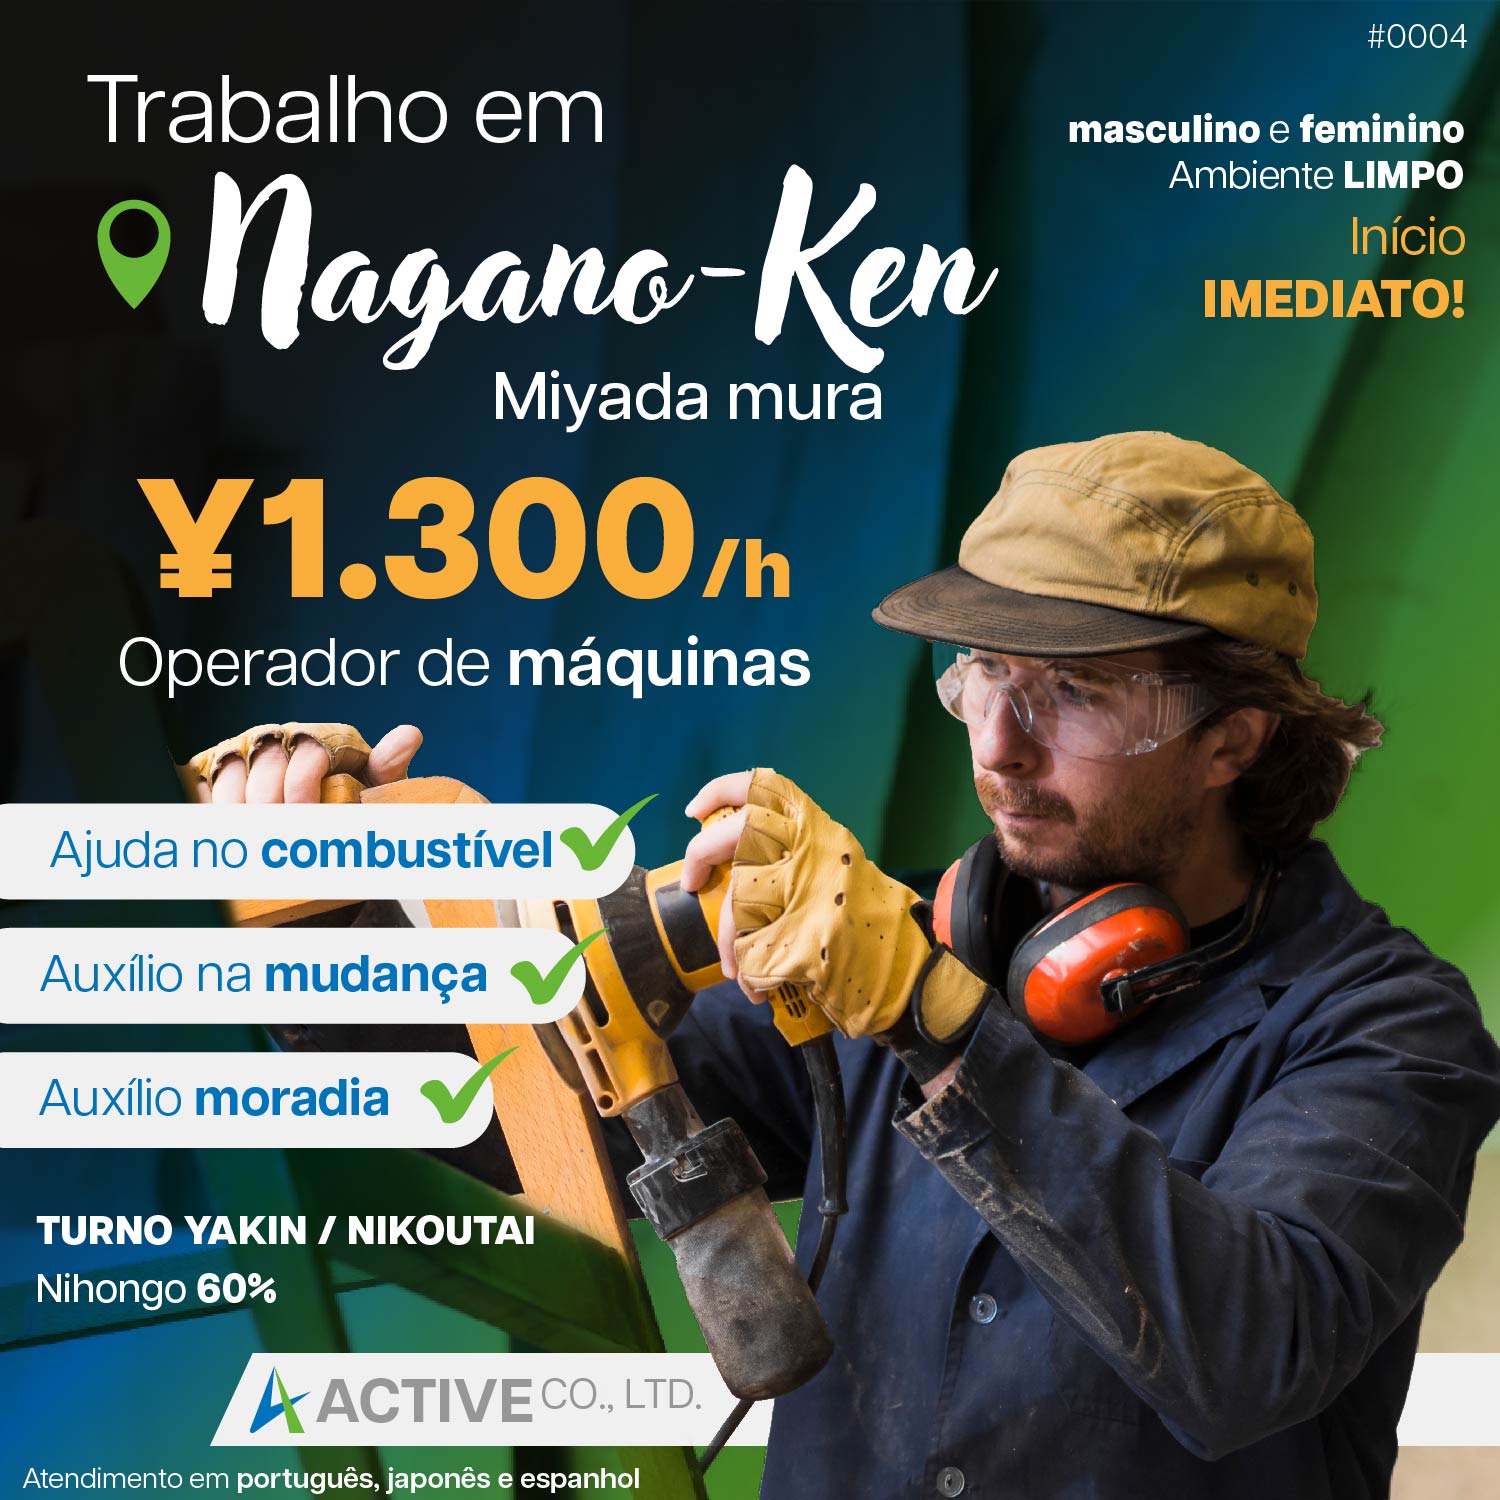 #0004
Trabalho em
Nagano-Ken
Miyada mura
masculino e feminino
Ambiente LIMPO
Início
IMEDIATO!
¥1.300/h
Operador de máquinas
Ajuda no combustível
Auxílio na mudança
Auxílio moradia
TURNO YAKIN / NIKOUTAI
Nihongo 60%
ACTIVE CO., LTD.
Atendimento em português, japonês e espanhol